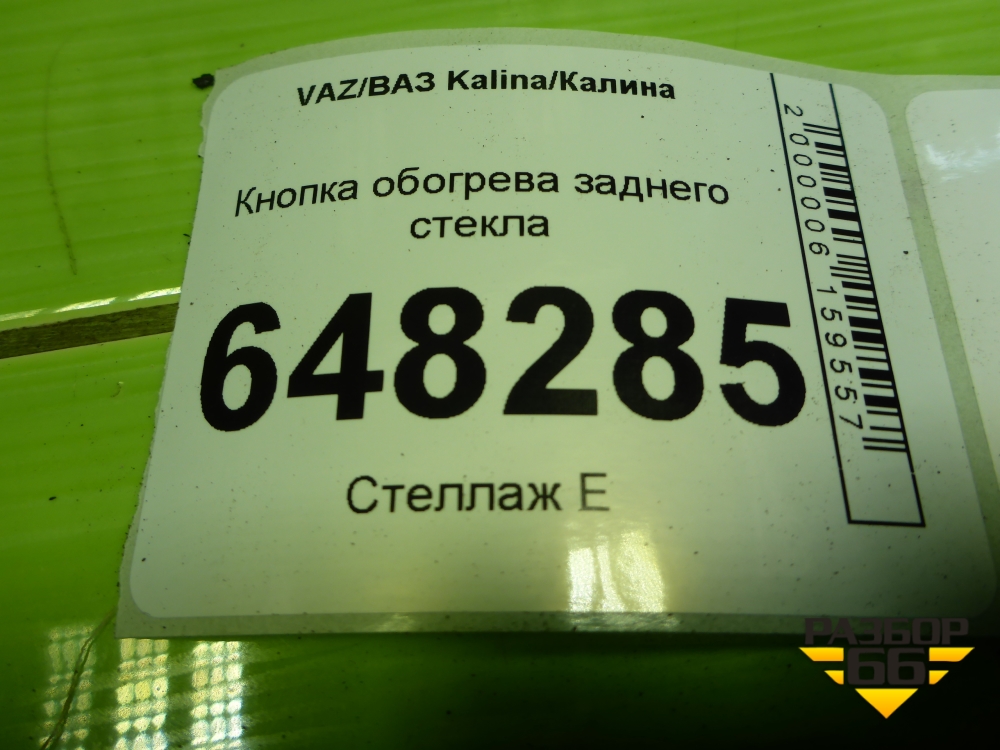 VAZ/ВАЗ Kalina/Калина
Кнопка обогрева заднего
стекла
648285
Стеллаж Е
2000006159557
РАЗБОР
66